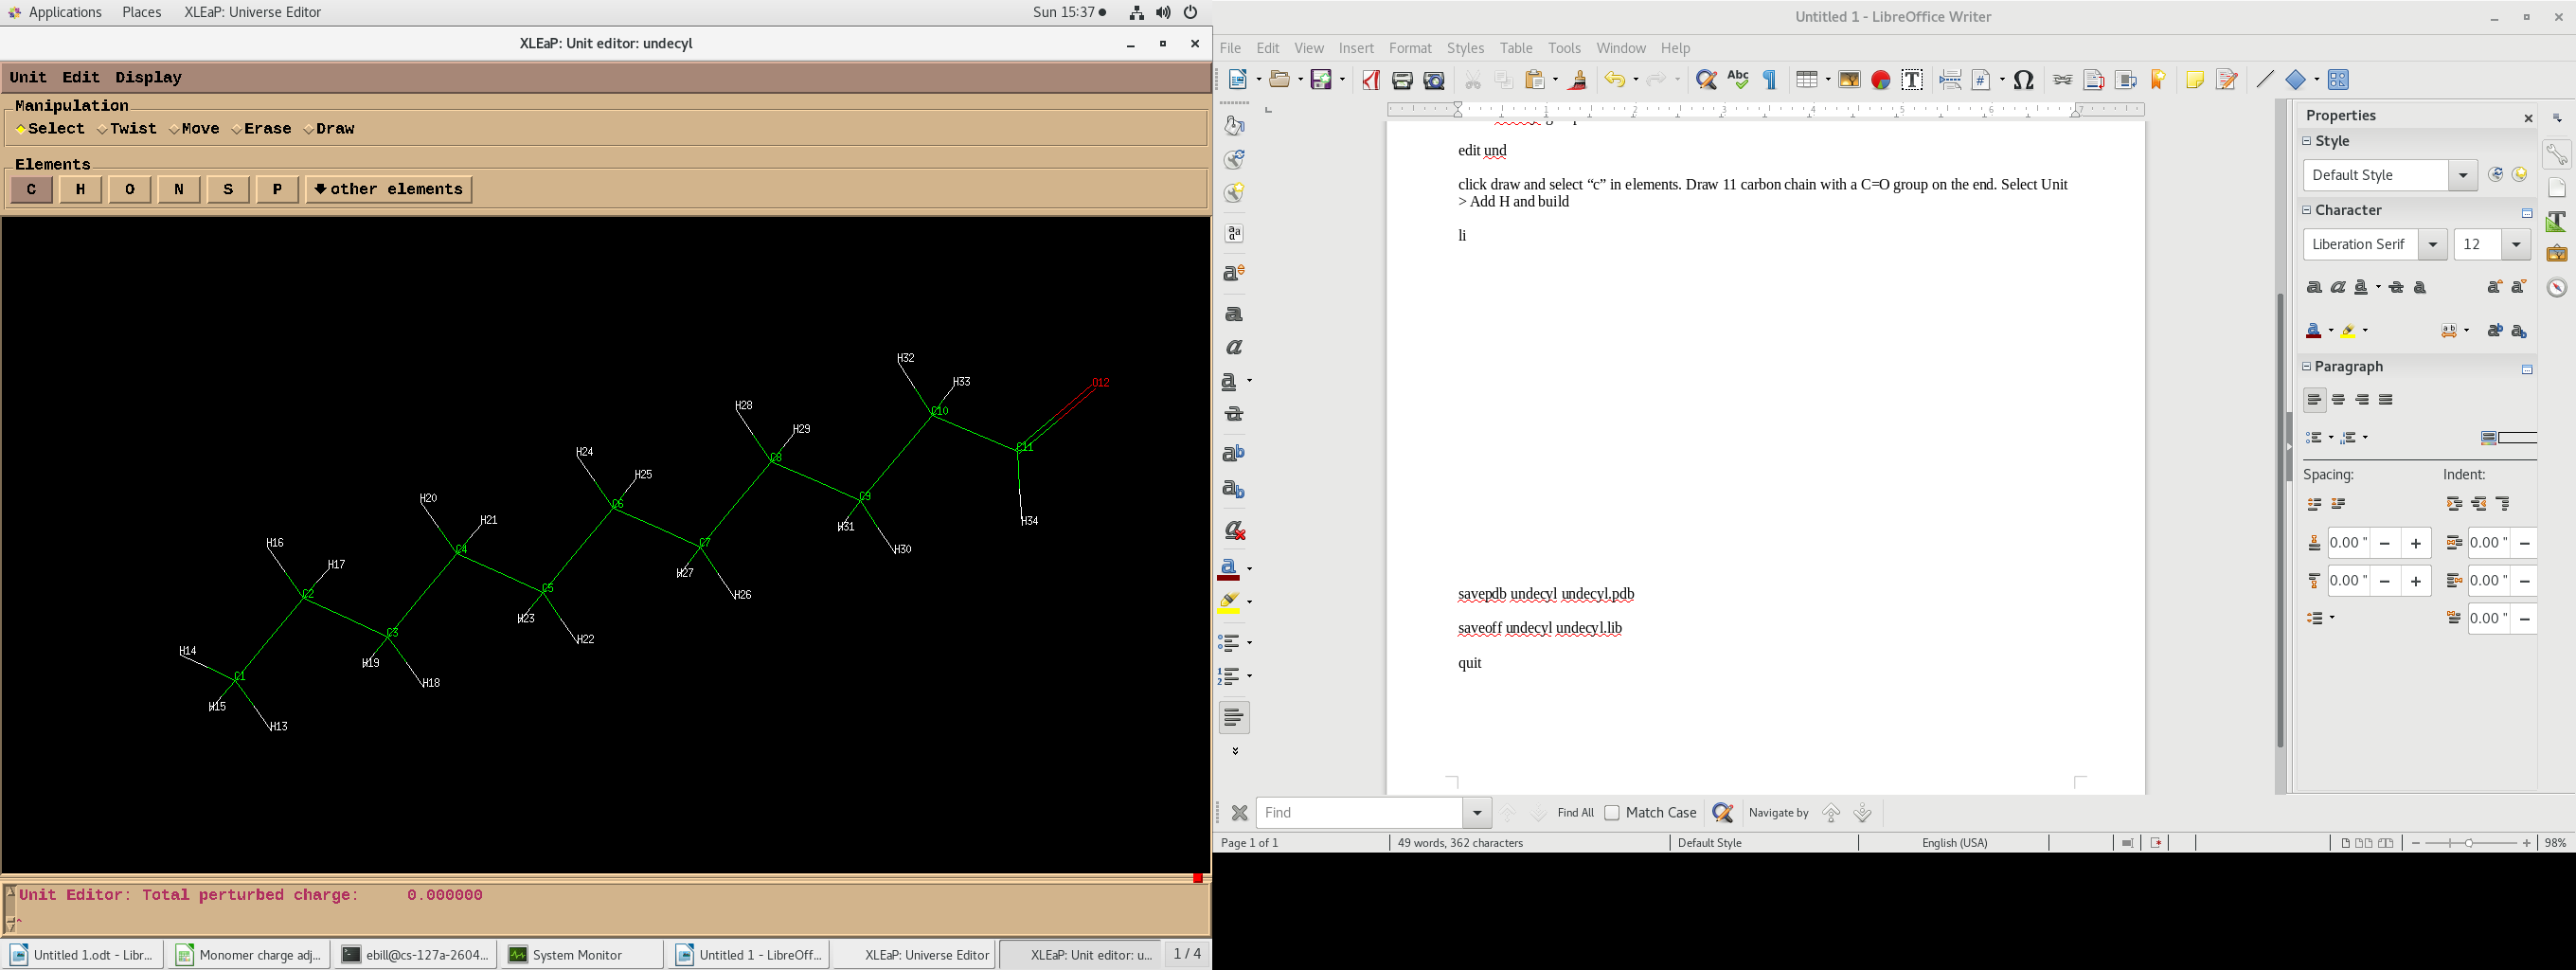 Applications Places XLEaP: Universe Editor Sun 15:37
XLEaP: Unit editor: undecyl
Unit Edit Display
Manipulation
Select Twist Move Erase Draw
Elements
C H O N S P other elements
H32
H33
O12
C10
H28
H29
C11
H24
C8
H25
H20
C9
C6
H21
H34
H31
H16
C4
C7
H30
H17
H27
C5
C2
H26
H23
C3
H22
H14
H19
C1
H18
H15
H13
Unit Editor: Total perturbed charge: 0.000000
Untitled 1.odt - Libr... Monomer charge adj... ebill@cs-127a-2604... System Monitor Untitled 1 - LibreOff... XLEaP: Universe Editor XLEaP: Unit editor: u... 1 / 4
Untitled 1 - LibreOffice Writer
File Edit View Insert Format Styles Table Tools Window Help
Abc
1 2 3 4 5 6 7
edit und
click draw and select “c” in elements. Draw 11 carbon chain with a C=O group on the end. Select Unit
> Add H and build
li
savepdb undecyl undecyl.pdb
saveoff undecyl undecyl.lib
quit
Properties
Style
Default Style
Character
Liberation Serif 12
Paragraph
Spacing: Indent:
0.00 " 0.00 "
0.00 " 0.00 "
0.00 "
Find Find All Match Case Navigate by
Page 1 of 1 49 words, 362 characters Default Style English (USA) 98%